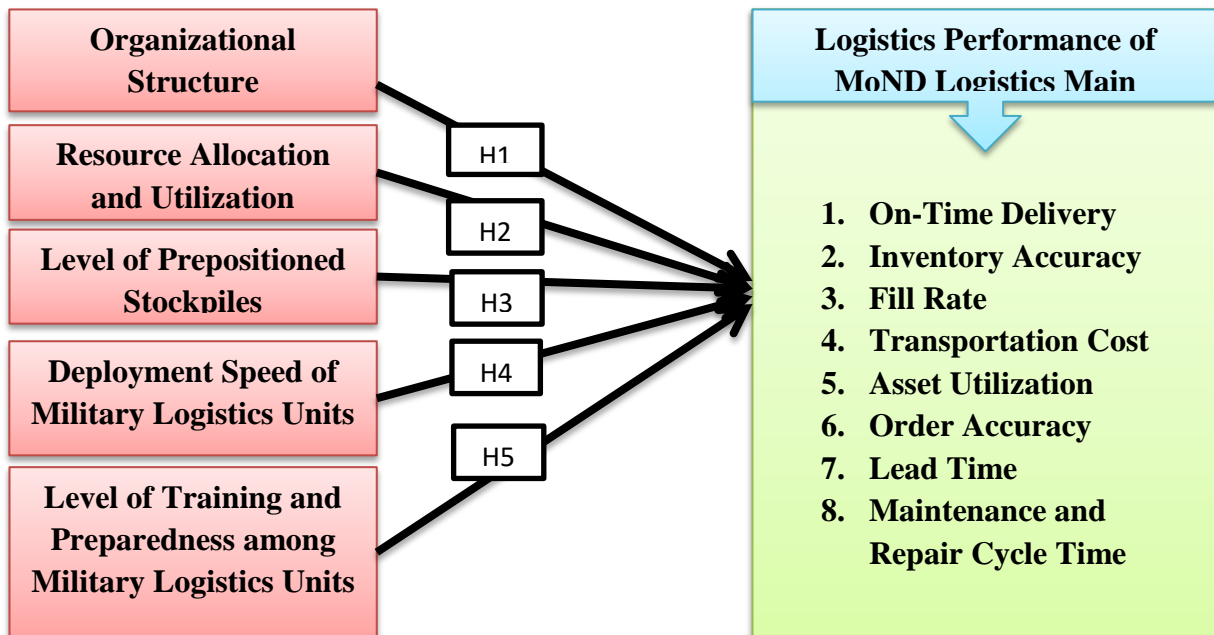 Organizational
Structure
Resource Allocation
and Utilization
Level of Prepositioned
Stockpiles
Deployment Speed of
Military Logistics Units
Level of Training and
Preparedness among
Military Logistics Units
H1
H2
H3
H4
H5
Logistics Performance of
MoND Logistics Main
1. On-Time Delivery
2. Inventory Accuracy
3. Fill Rate
4. Transportation Cost
5. Asset Utilization
6. Order Accuracy
7. Lead Time
8. Maintenance and
Repair Cycle Time